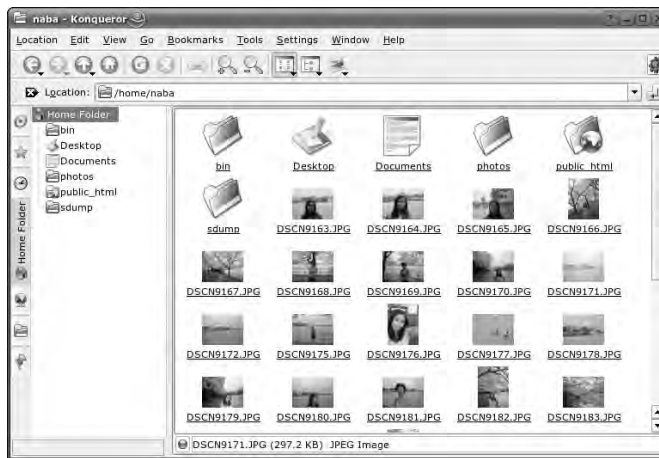 naba - Konqueror
Location Edit View Go Bookmarks Tools Settings Window Help
Location: /home/naba
Home Folder
bin
Desktop
Documents
photos
public_html
sdump
Home Folder
bin Desktop Documents photos public_html
sdump DSCN9163.JPG DSCN9164.JPG DSCN9165.JPG DSCN9166.JPG
DSCN9167.JPG DSCN9168.JPG DSCN9169.JPG DSCN9170.JPG DSCN9171.JPG
DSCN9172.JPG DSCN9175.JPG DSCN9176.JPG DSCN9177.JPG DSCN9178.JPG
DSCN9179.JPG DSCN9180.JPG DSCN9181.JPG DSCN9182.JPG DSCN9183.JPG
DSCN9171.JPG (297.2 KB) JPEG Image